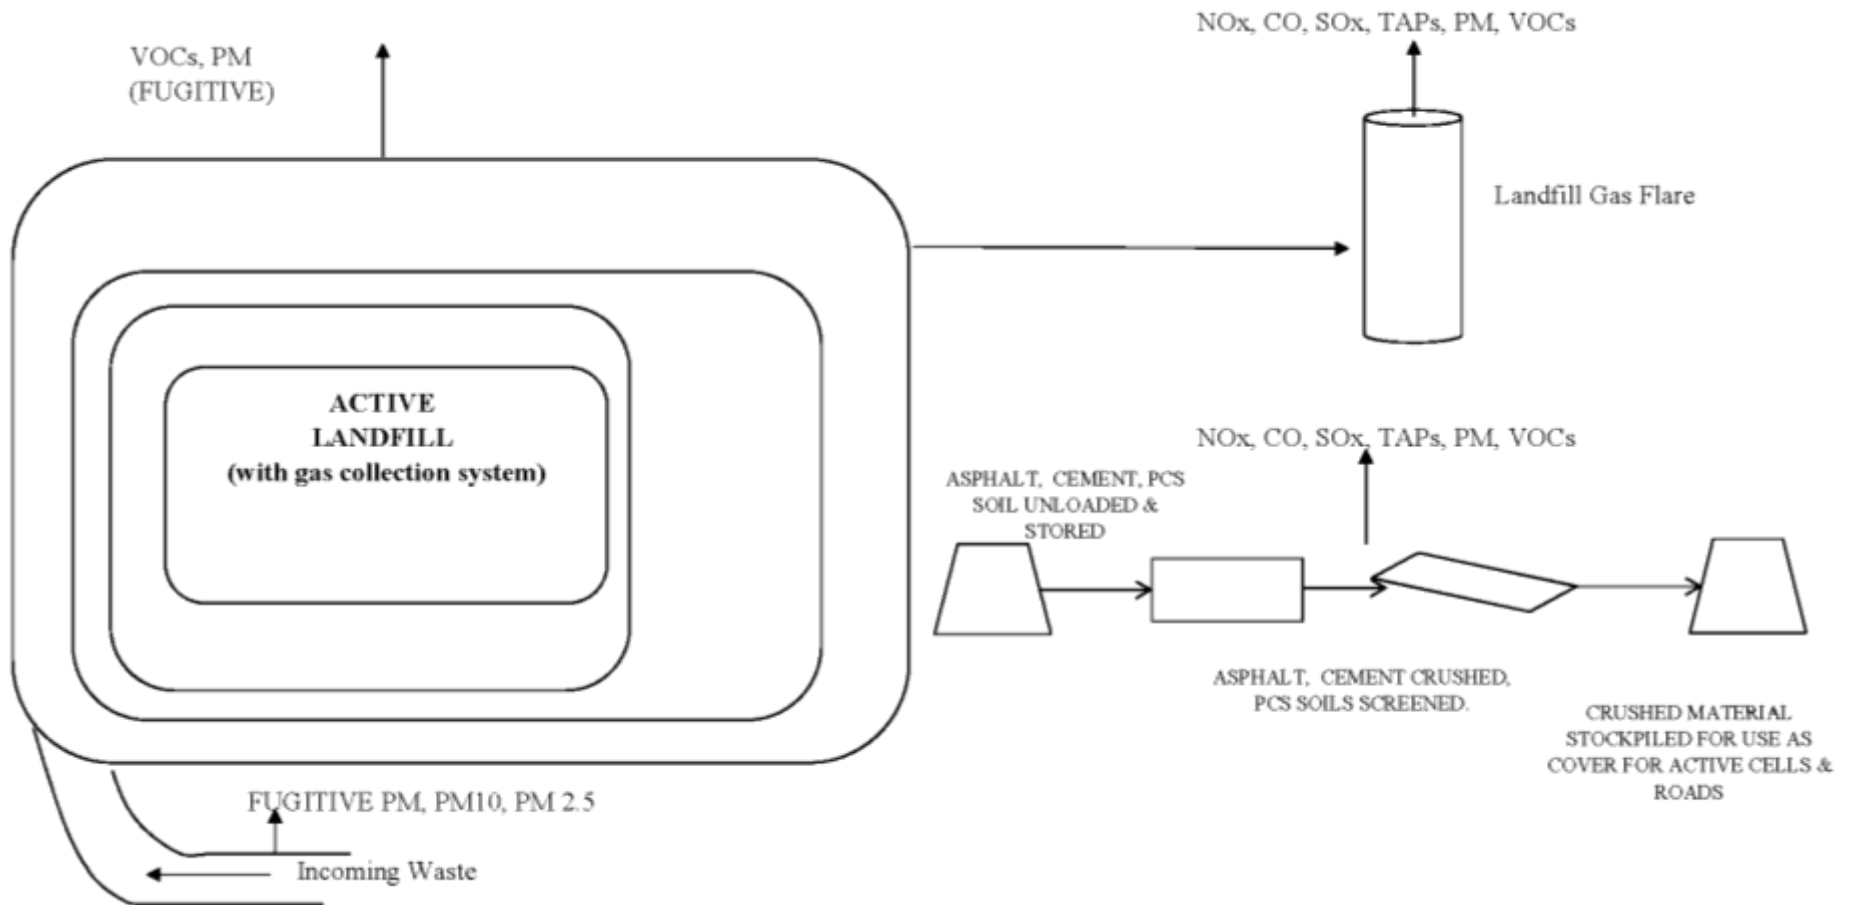 NOx, CO, SOx, TAPs, PM, VOCs
VOCs, PM
(FUGITIVE)
Landfill Gas Flare
ACTIVE
LANDFILL
(with gas collection system)
NOx, CO, SOx, TAPs, PM, VOCs
ASPHALT, CEMENT, PCS
SOIL UNLOADED &
STORED
ASPHALT, CEMENT CRUSHED,
PCS SOILS SCREENED.
CRUSHED MATERIAL
STOCKPILED FOR USE AS
COVER FOR ACTIVE CELLS &
ROADS
FUGITIVE PM, PM10, PM 2.5
Incoming Waste